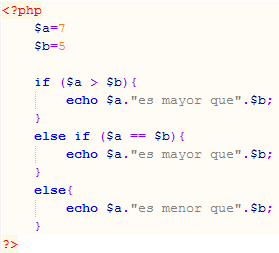 <?php
$a=7
$b=5
if ($a > $b){
echo $a."es mayor que".$b;
}
else if ($a == $b){
echo $a."es mayor que".$b;
}
else{
echo $a."es menor que".$b;
}
?>